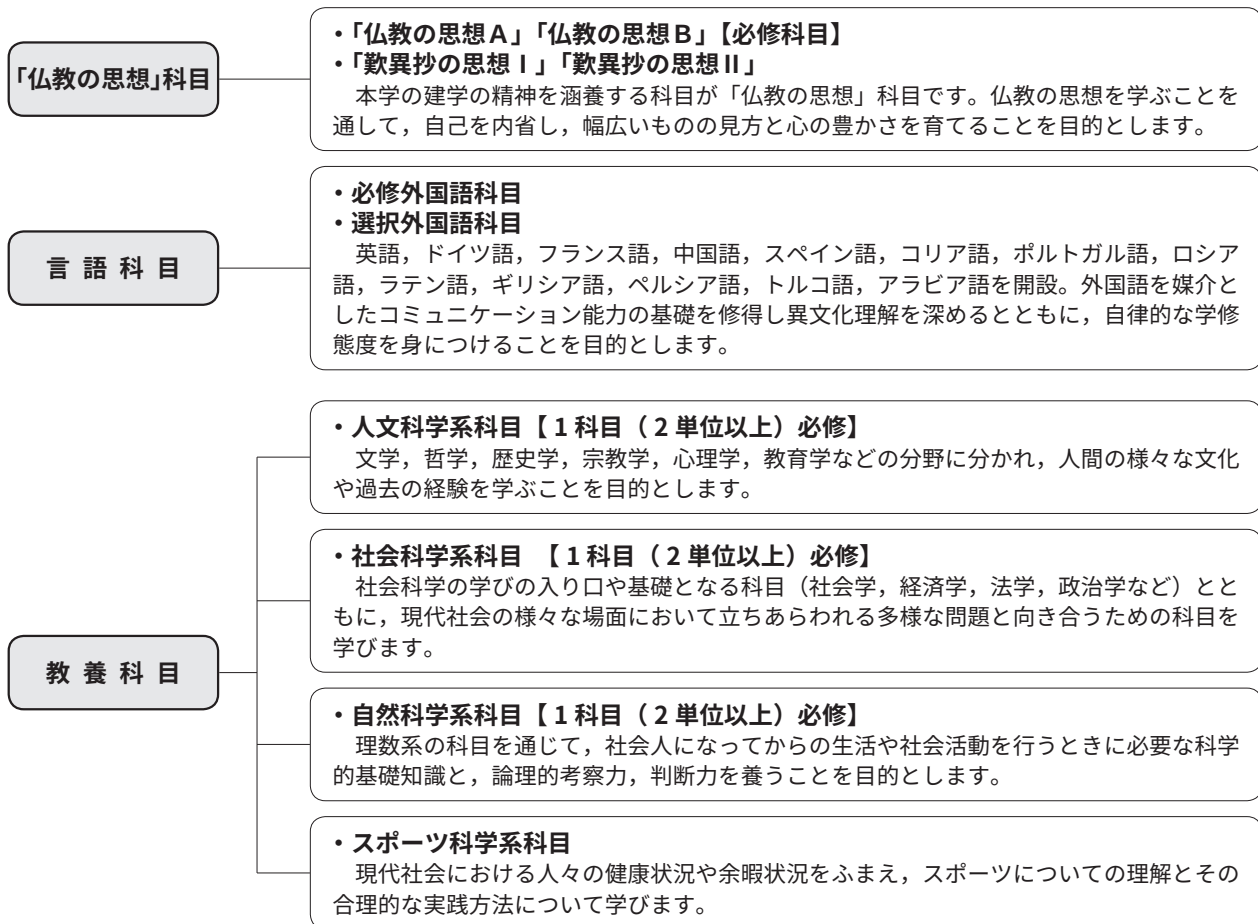 「仏教の思想」科目
・「仏教の思想A」「仏教の思想B」【必修科目】
・「歎異抄の思想Ⅰ」「歎異抄の思想Ⅱ」
　本学の建学の精神を涵養する科目が「仏教の思想」科目です。仏教の思想を学ぶことを
通して，自己を内省し，幅広いものの見方と心の豊かさを育てることを目的とします。
言語科目
・必修外国語科目
・選択外国語科目
　英語，ドイツ語，フランス語，中国語，スペイン語，コリア語，ポルトガル語，ロシア
語，ラテン語，ギリシア語，ペルシア語，トルコ語，アラビア語を開設。外国語を媒介と
したコミュニケーション能力の基礎を修得し異文化理解を深めるとともに，自律的な学修
態度を身につけることを目的とします。
教養科目
・人文科学系科目【１科目（２単位以上）必修】
　文学，哲学，歴史学，宗教学，心理学，教育学などの分野に分かれ，人間の様々な文化
や過去の経験を学ぶことを目的とします。
・社会科学系科目　【１科目（２単位以上）必修】
　社会科学の学びの入り口や基礎となる科目（社会学，経済学，法学，政治学など）とと
もに，現代社会の様々な場面において立ちあらわれる多様な問題と向き合うための科目を
学びます。
・自然科学系科目【１科目（２単位以上）必修】
　理数系の科目を通じて，社会人になってからの生活や社会活動を行うときに必要な科学
的基礎知識と，論理的考察力，判断力を養うことを目的とします。
・スポーツ科学系科目
　現代社会における人々の健康状況や余暇状況をふまえ，スポーツについての理解とその
合理的な実践方法について学びます。